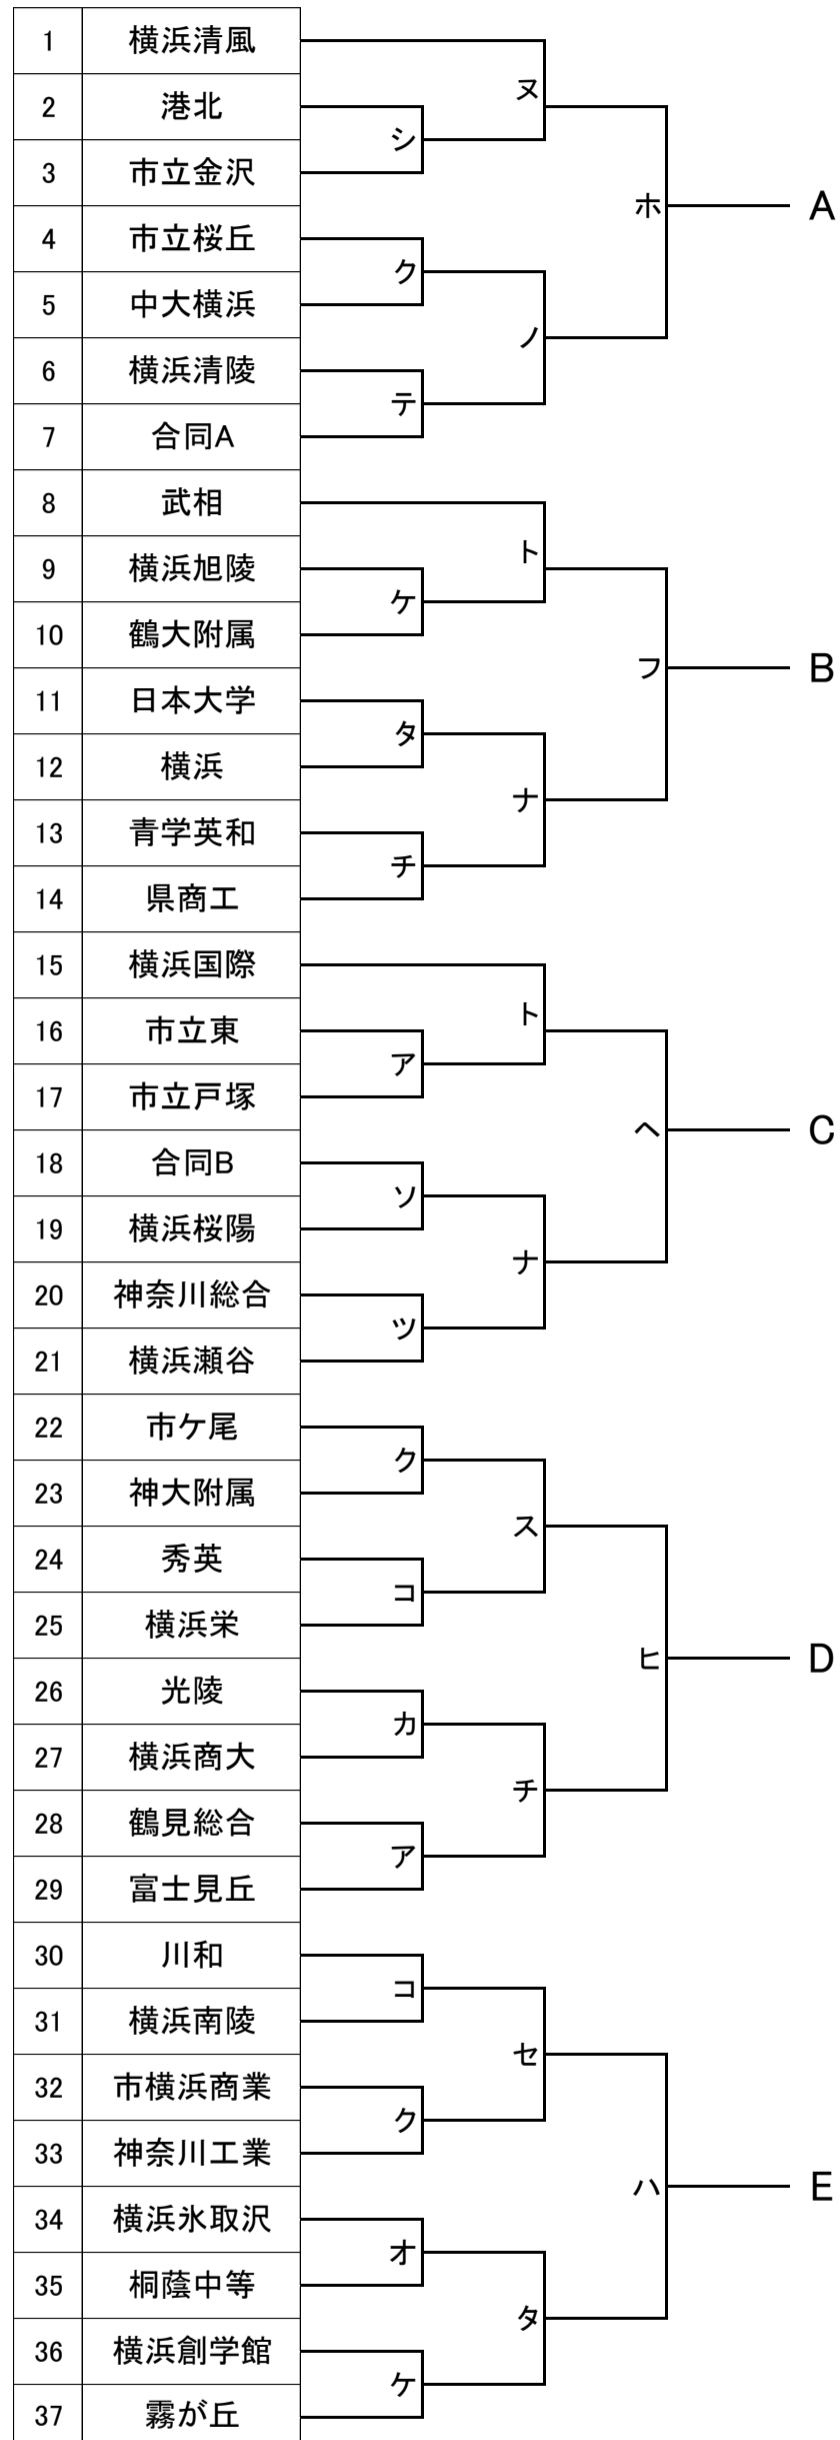 1 横浜清風
ヌ
2 港北
シ
3 市立金沢
ホ A
4 市立桜丘
ク
5 中大横浜
ノ
6 横浜清陵
テ
7 合同A
8 武相
ト
9 横浜旭陵
ケ
10 鶴大附属
フ B
11 日本大学
タ
12 横浜
ナ
13 青学英和
チ
14 県商工
15 横浜国際
ト
16 市立東
ア
17 市立戸塚
ヘ C
18 合同B
ソ
19 横浜桜陽
ナ
20 神奈川総合
ツ
21 横浜瀬谷
22 市ケ尾
ク
23 神大附属
ス
24 秀英
コ
25 横浜栄
ヒ D
26 光陵
カ
27 横浜商大
チ
28 鶴見総合
ア
29 富士見丘
30 川和
コ
31 横浜南陵
セ
32 市横浜商業
ク
33 神奈川工業
ハ E
34 横浜氷取沢
オ
35 桐蔭中等
タ
36 横浜創学館
ケ
37 霧が丘